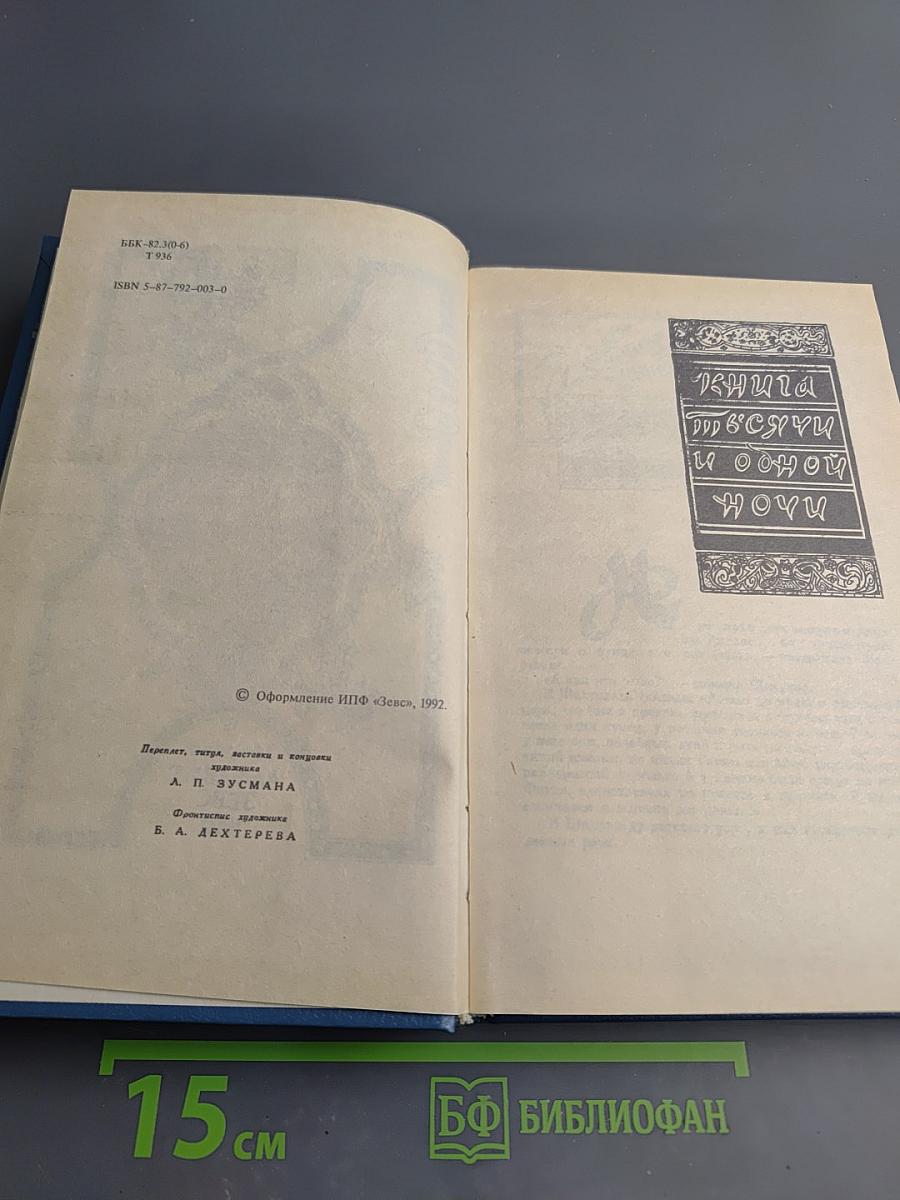 ББК–82.3(0-6)
Т 936
ISBN 5–87–792–003–0
© Оформление ИПФ «Зевс», 1992.
Переплет, титул, заставки и концовки
художника
Л. П. ЗУСМАНА
Фронтиспис художника
Б. А. ДЕХТЕРЕВА
КНИГА
ТЫСЯЧИ
И ОДНОЙ
НОЧИ
15 см
БФ БИБЛИОФАН